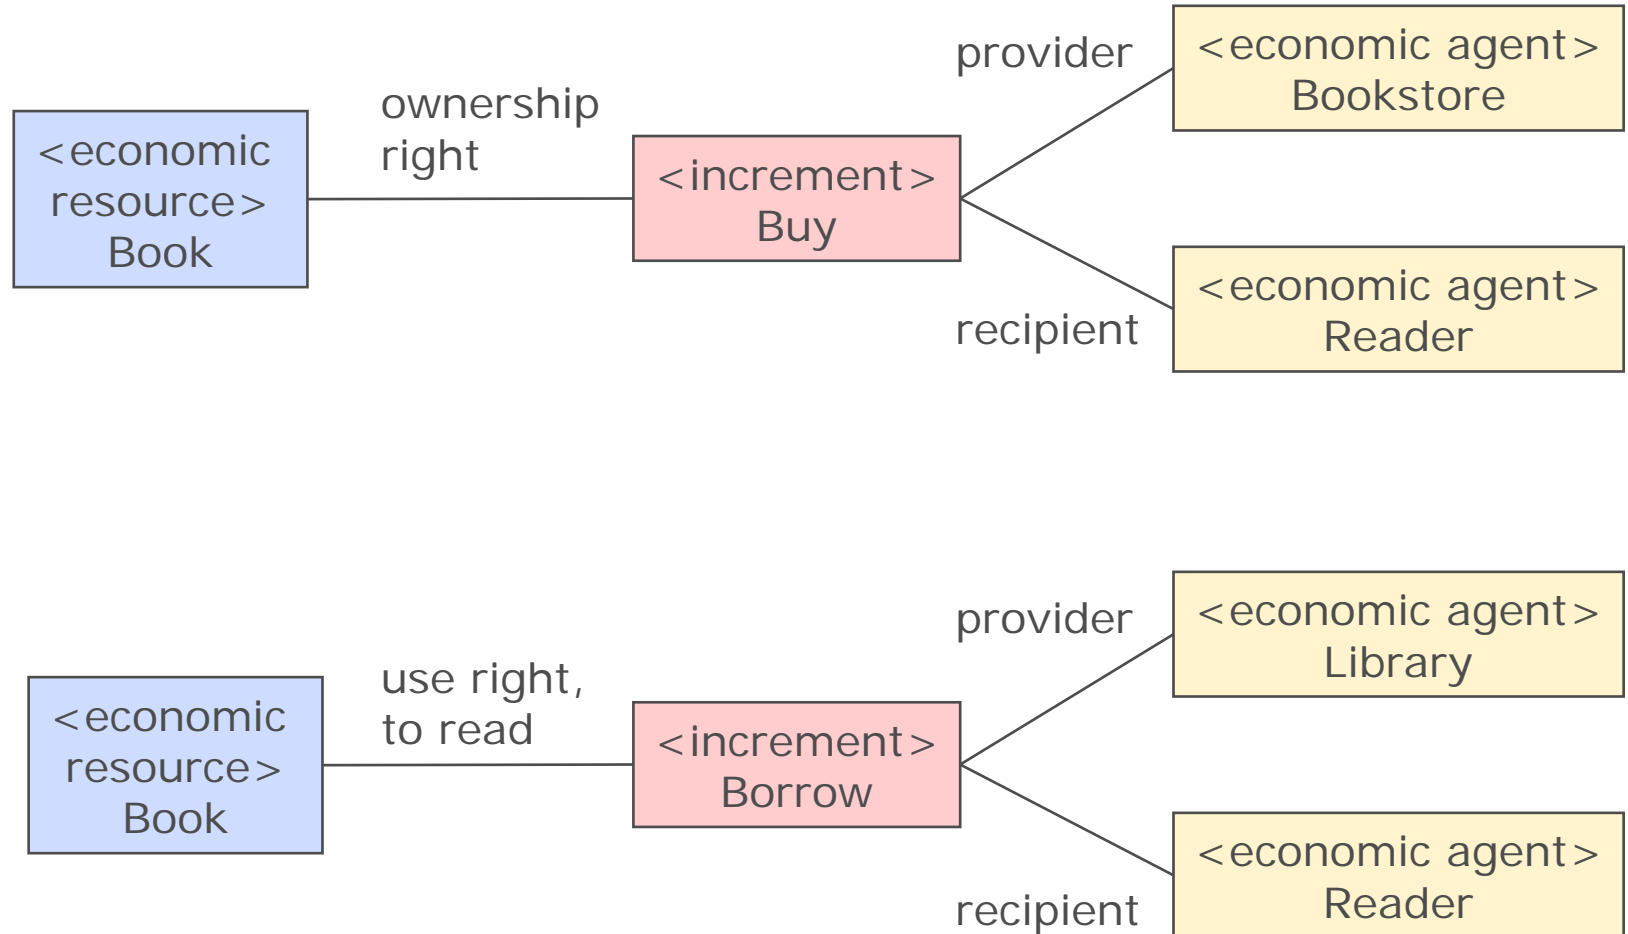 <economic
resource>
Book
ownership
right
<increment>
Buy
provider
<economic agent>
Bookstore
recipient
<economic agent>
Reader
<economic
resource>
Book
use right,
to read
<increment>
Borrow
provider
<economic agent>
Library
recipient
<economic agent>
Reader